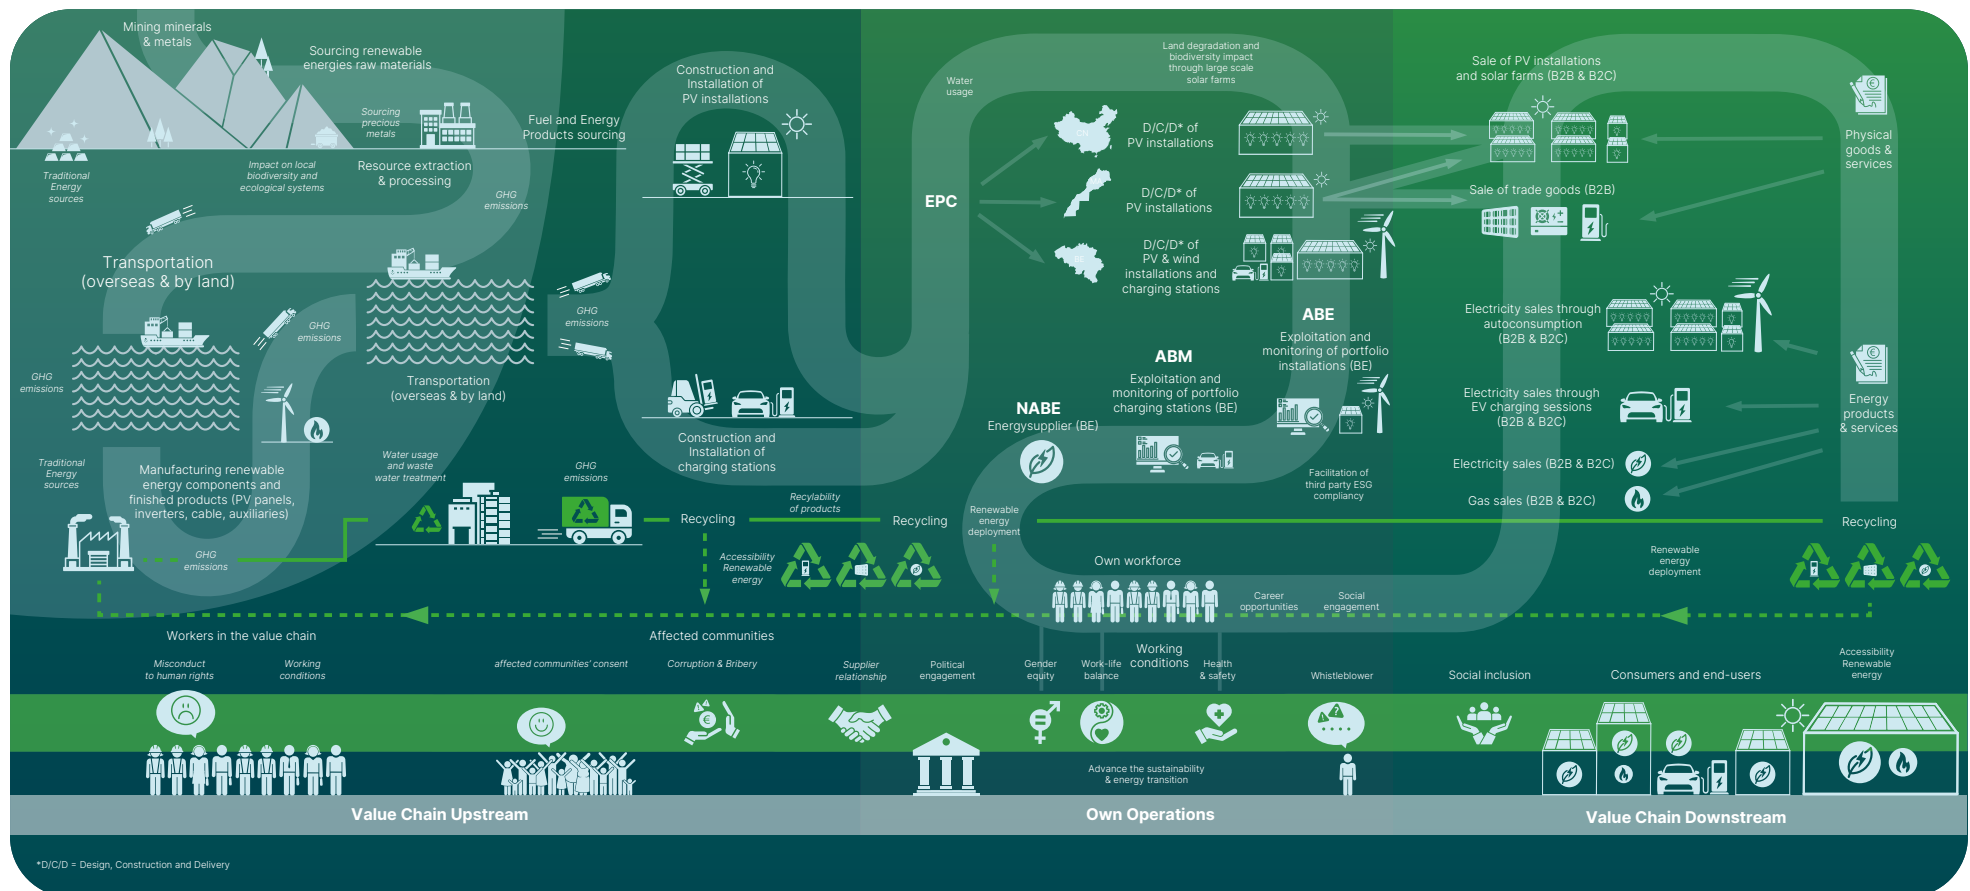 Mining minerals
& metals
Sourcing renewable
energies raw materials
Sourcing
precious
metals
Fuel and Energy
Products sourcing
Traditional
Energy
sources
Impact on local
biodiversity and
ecological systems
Resource extraction
& processing
GHG
emissions
Transportation
(overseas & by land)
GHG
emissions
GHG
emissions
Transportation
(overseas & by land)
GHG
emissions
Traditional
Energy
sources
Manufacturing renewable
energy components and
finished products (PV panels,
inverters, cable, auxiliaries)
GHG
emissions
Water usage
and waste
water treatment
GHG
emissions
Construction and
Installation of
PV installations
Construction and
Installation of
charging stations
Recycling
Recylability
of products
Recycling
Accessibility
Renewable
energy
Water
usage
Land degradation and
biodiversity impact
through large scale
solar farms
EPC
CN
D/C/D* of
PV installations
D/C/D* of
PV installations
BE
D/C/D* of
PV & wind
installations and
charging stations
ABE
Exploitation and
monitoring of portfolio
installations (BE)
ABM
Exploitation and
monitoring of portfolio
charging stations (BE)
NABE
Energysupplier (BE)
Facilitation of
third party ESG
compliancy
Renewable
energy
deployment
Own workforce
Career
opportunities
Social
engagement
Sale of PV installations
and solar farms (B2B & B2C)
Physical
goods &
services
Sale of trade goods (B2B)
Electricity sales through
autoconsumption
(B2B & B2C)
Electricity sales through
EV charging sessions
(B2B & B2C)
Energy
products
& services
Electricity sales (B2B & B2C)
Gas sales (B2B & B2C)
Recycling
Renewable
energy
deployment
Workers in the value chain
Misconduct
to human rights
Working
conditions
Affected communities
affected communities' consent
Corruption & Bribery
Supplier
relationship
Political
engagement
Gender
equity
Work-life
balance
Working
conditions
Health
& safety
Whistleblower
Social inclusion
Consumers and end-users
Accessibility
Renewable
energy
Advance the sustainability
& energy transition
Value Chain Upstream
Own Operations
Value Chain Downstream
*D/C/D = Design, Construction and Delivery